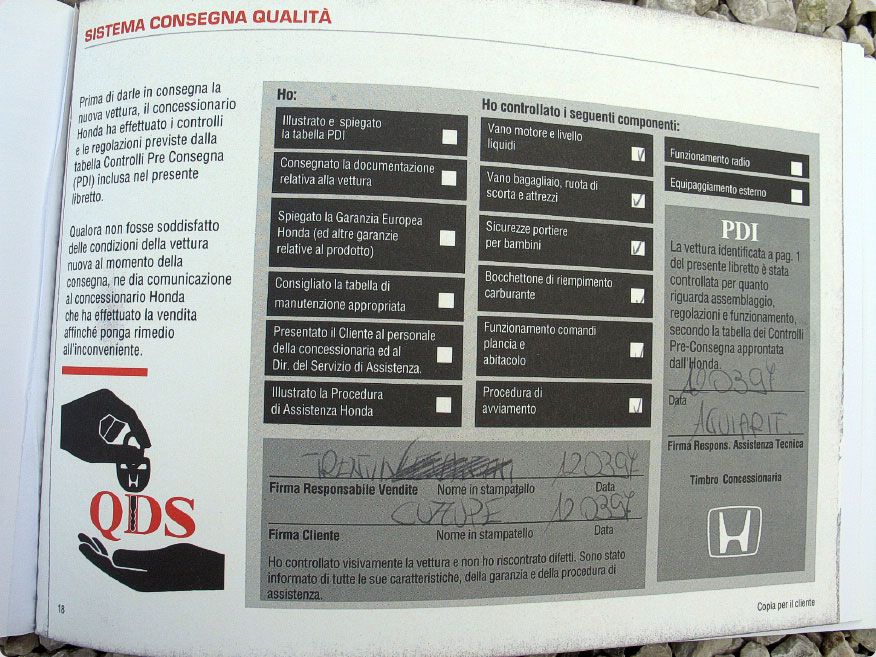 SISTEMA CONSEGNA QUALITÀ
Prima di darle in consegna la
nuova vettura, il concessionario
Honda ha effettuato i controlli
e le regolazioni previste dalla
tabella Controlli Pre Consegna
(PDI) inclusa nel presente
libretto.
Qualora non fosse soddisfatto
delle condizioni della vettura
nuova al momento della
consegna, ne dia comunicazione
al concessionario Honda
che ha effettuato la vendita
affinché ponga rimedio
all'inconveniente.
QDS
18
Ho:
Illustrato e spiegato
la tabella PDI
Consegnato la documentazione
relativa alla vettura
Spiegato la Garanzia Europea
Honda (ed altre garanzie
relative al prodotto)
Consigliato la tabella di
manutenzione appropriata
Presentato il Cliente al personale
della concessionaria ed al
Dir. del Servizio di Assistenza.
Illustrato la Procedura
di Assistenza Honda
Ho controllato i seguenti componenti:
Vano motore e livello
liquidi
Vano bagagliaio, ruota di
scorta e attrezzi
Sicurezze portiere
per bambini
Bocchettone di riempimento
carburante
Funzionamento comandi
plancia e
abitacolo
Procedura di
avviamento
Funzionamento radio
Equipaggiamento esterno
PDI
La vettura identificata a pag. 1
del presente libretto è stata
controllata per quanto
riguarda assemblaggio,
regolazioni e funzionamento,
secondo la tabella dei Controlli
Pre-Consegna approntata
dall'Honda.
120397
Data
Firma Respons. Assistenza Tecnica
Timbro Concessionaria
120397
Firma Responsabile Vendite Nome in stampatello Data
120397
Firma Cliente Nome in stampatello Data
Ho controllato visivamente la vettura e non ho riscontrato difetti. Sono stato
informato di tutte le sue caratteristiche, della garanzia e della procedura di
assistenza.
Copia per il cliente